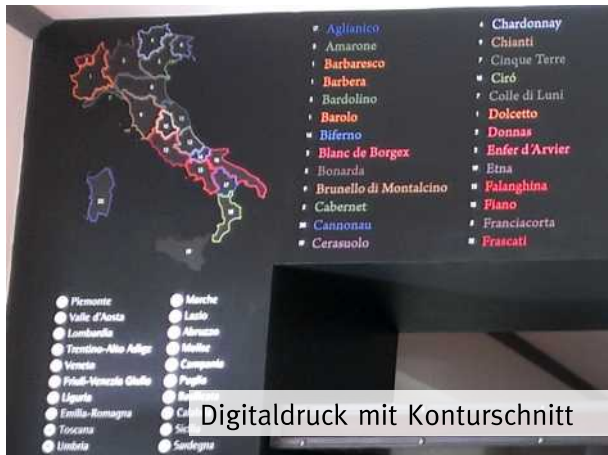 Aglianico
Amarone
Barbaresco
Barbera
Bardolino
Barolo
Biferno
Blanc de Borgex
Bonarda
Brunello di Montalcino
Cabernet
Cannonau
Cerasuolo
Chardonnay
Chianti
Cinque Terre
Ciró
Colle di Luni
Dolcetto
Donnas
Enfer d'Arvier
Etna
Falanghina
Fiano
Franciacorta
Frascati
Piemonte
Valle d'Aosta
Lombardia
Trentino-Alto Adige
Veneto
Friuli-Venezia Giulia
Liguria
Emilia-Romagna
Toscana
Umbria
Marche
Lazio
Abruzzo
Molise
Campania
Puglia
Basilicata
Sardegna
Digitaldruck mit Konturschnitt